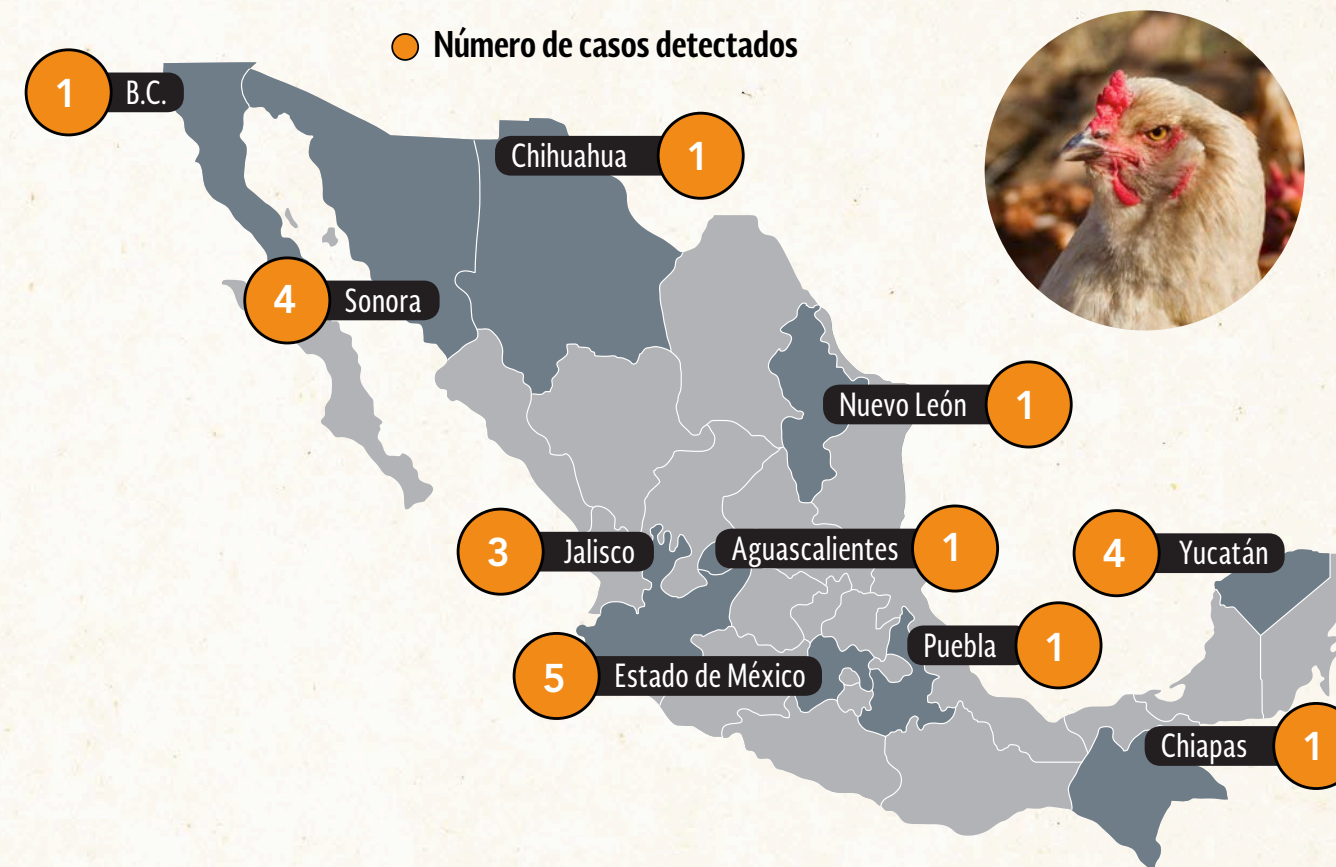 Número de casos detectados
1 B.C.
Chihuahua 1
4 Sonora
Nuevo León 1
3 Jalisco
Aguascalientes 1
4 Yucatán
Puebla 1
5 Estado de México
Chiapas 1